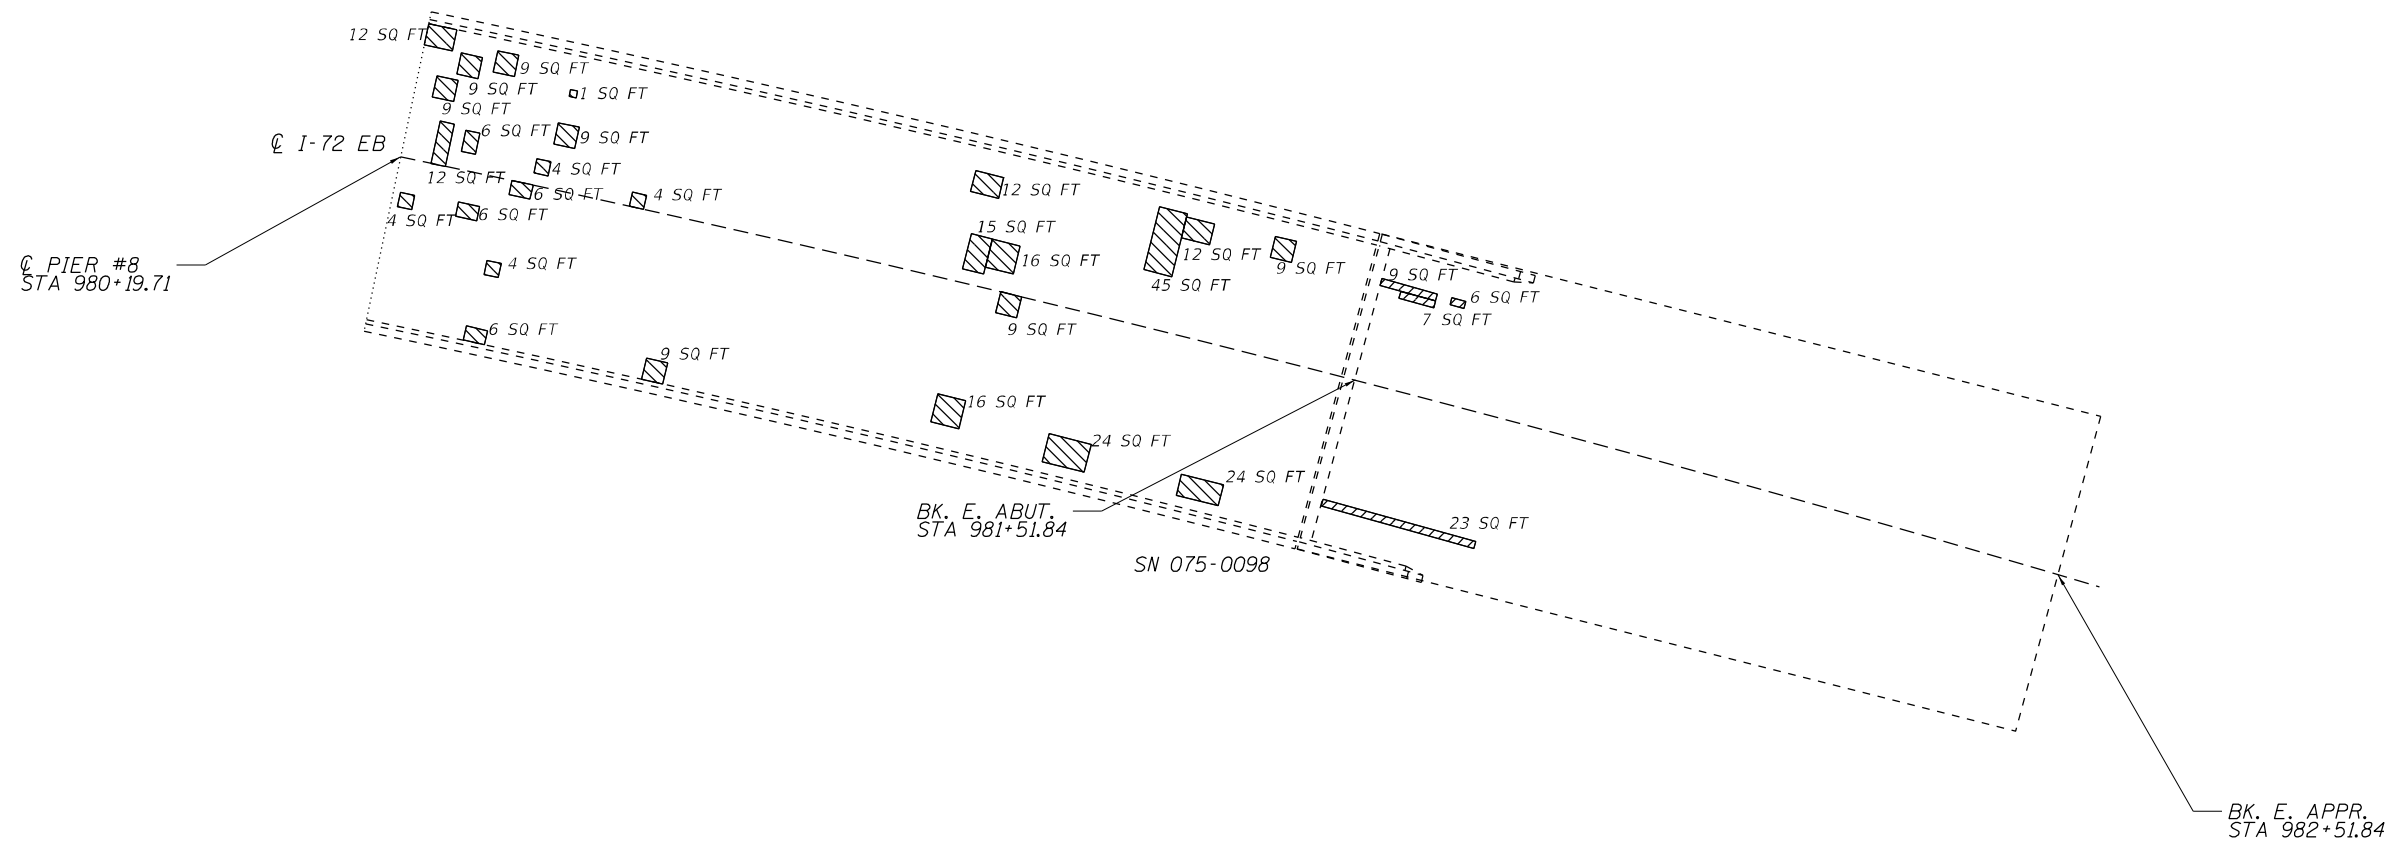 12 SQ FT
9 SQ FT
9 SQ FT
1 SQ FT
9 SQ FT
6 SQ FT
9 SQ FT
℄ I-72 EB
4 SQ FT
12 SQ FT
6 SQ FT
4 SQ FT
4 SQ FT
6 SQ FT
12 SQ FT
15 SQ FT
16 SQ FT
12 SQ FT
45 SQ FT
9 SQ FT
℄ PIER #8
STA 980+19.71
4 SQ FT
9 SQ FT
6 SQ FT
7 SQ FT
6 SQ FT
9 SQ FT
9 SQ FT
16 SQ FT
24 SQ FT
24 SQ FT
BK. E. ABUT.
STA 981+51.84
23 SQ FT
SN 075-0098
BK. E. APPR.
STA 982+51.84